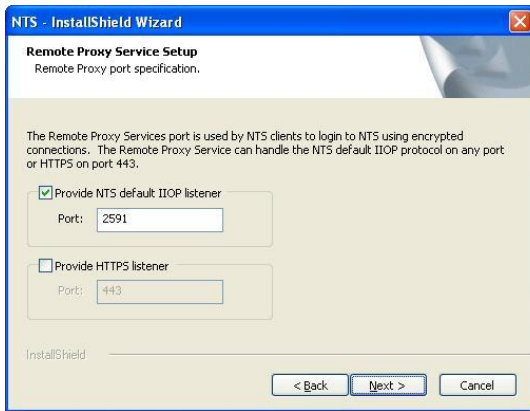 NTS - InstallShield Wizard
Remote Proxy Service Setup
Remote Proxy port specification.
The Remote Proxy Services port is used by NTS clients to login to NTS using encrypted
connections. The Remote Proxy Service can handle the NTS default IIOP protocol on any port
or HTTPS on port 443.
Provide NTS default IIOP listener
Port: 2591
Provide HTTPS listener
Port: 443
InstallShield
< Back Next > Cancel